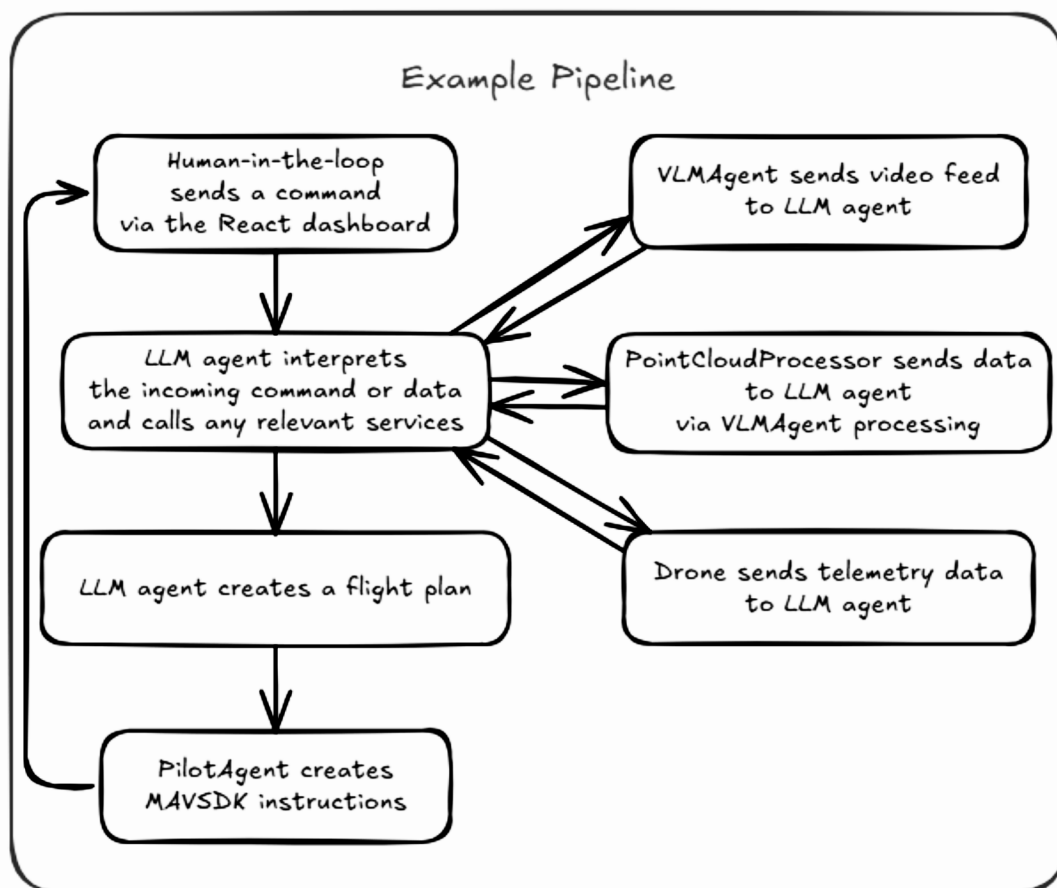 Example Pipeline
Human-in-the-loop
sends a command
via the React dashboard
VLMAgent sends video feed
to LLM agent
LLM agent interprets
the incoming command or data
and calls any relevant services
PointCloudProcessor sends data
to LLM agent
via VLMAgent processing
LLM agent creates a flight plan
Drone sends telemetry data
to LLM agent
PilotAgent creates
MAVSDK instructions